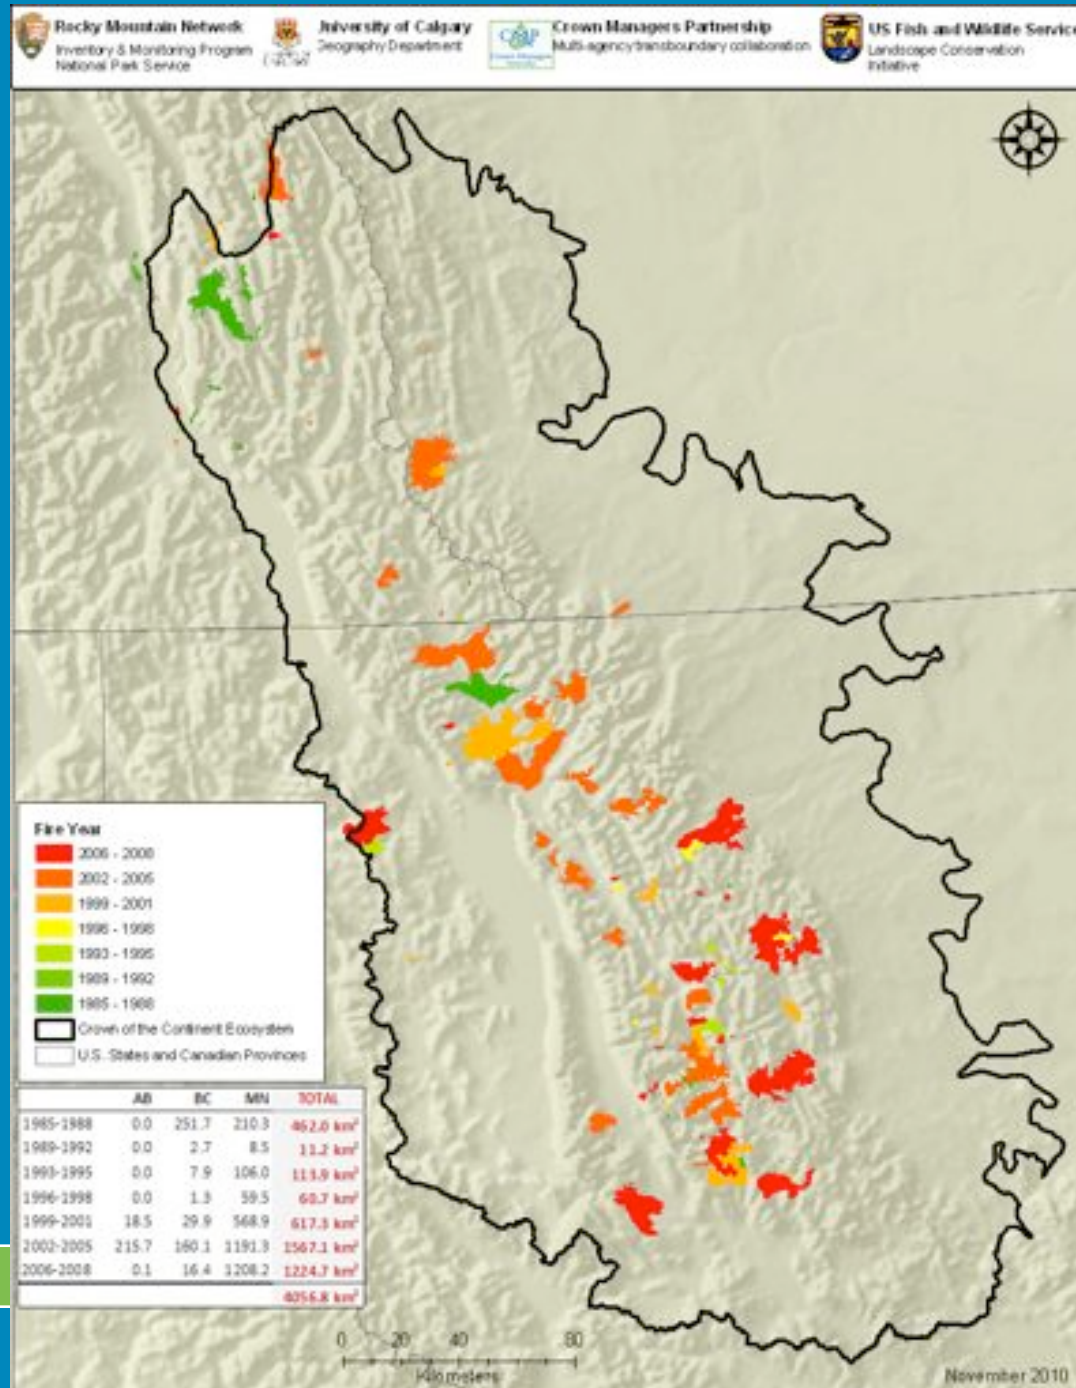 Rocky Mountain Network
Inventory & Monitoring Program
National Park Service
University of Calgary
Geography Department
Crown Managers Partnership
Multi-agency transboundary collaboration
US Fish and Wildlife Service
Landscape Conservation
Initiative
Fire Year
2006 - 2008
2002 - 2005
1999 - 2001
1996 - 1998
1993 - 1995
1989 - 1992
1985 - 1988
Crown of the Continent Ecosystem
U.S. States and Canadian Provinces
AB BC MN TOTAL
1985-1988 0.0 251.7 210.3 462.0 km²
1989-1992 0.0 2.7 8.5 11.2 km²
1993-1995 0.0 7.9 106.0 113.9 km²
1996-1998 0.0 1.3 59.5 60.7 km²
1999-2001 18.5 29.9 568.9 617.3 km²
2002-2005 215.7 160.1 1191.3 1567.1 km²
2006-2008 0.1 16.4 1208.2 1224.7 km²
4056.8 km²
0 20 40 80
Kilometers
November 2010